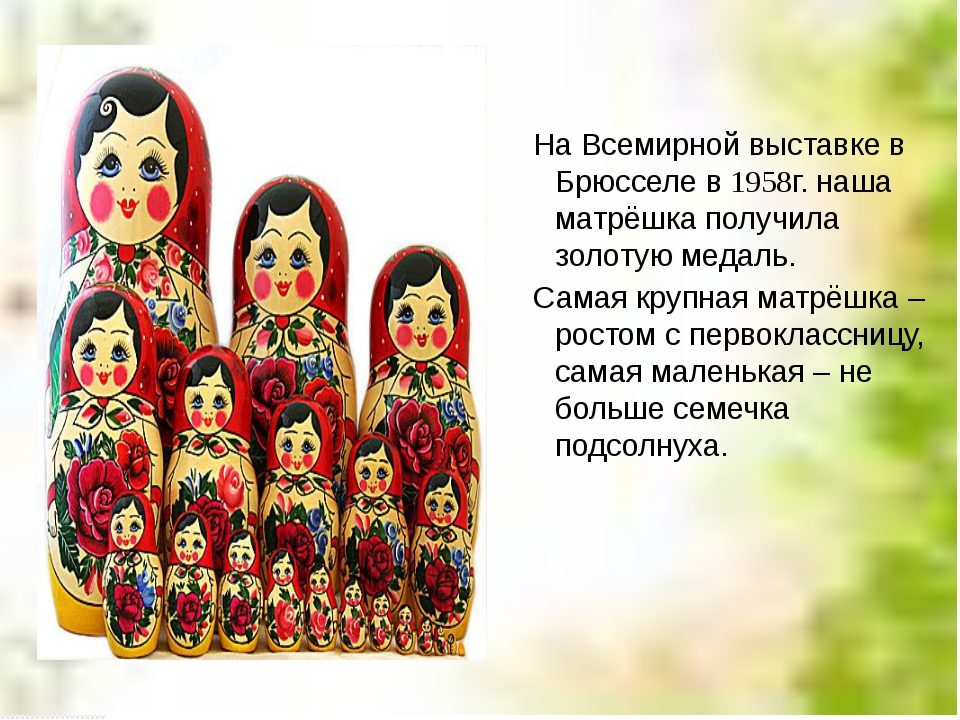 На Всемирной выставке в
Брюсселе в 1958г. наша
матрёшка получила
золотую медаль.
Самая крупная матрёшка –
ростом с первоклассницу,
самая маленькая – не
больше семечка
подсолнуха.